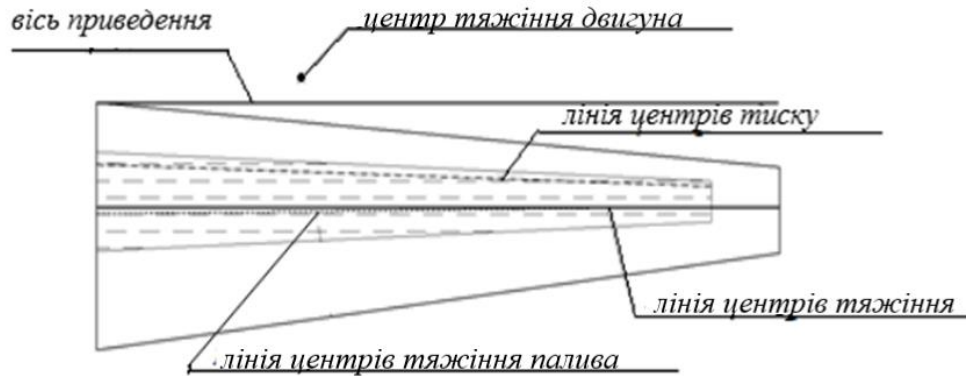 вісь приведення
центр тяжіння двигуна
лінія центрів тиску
лінія центрів тяжіння
лінія центрів тяжіння палива